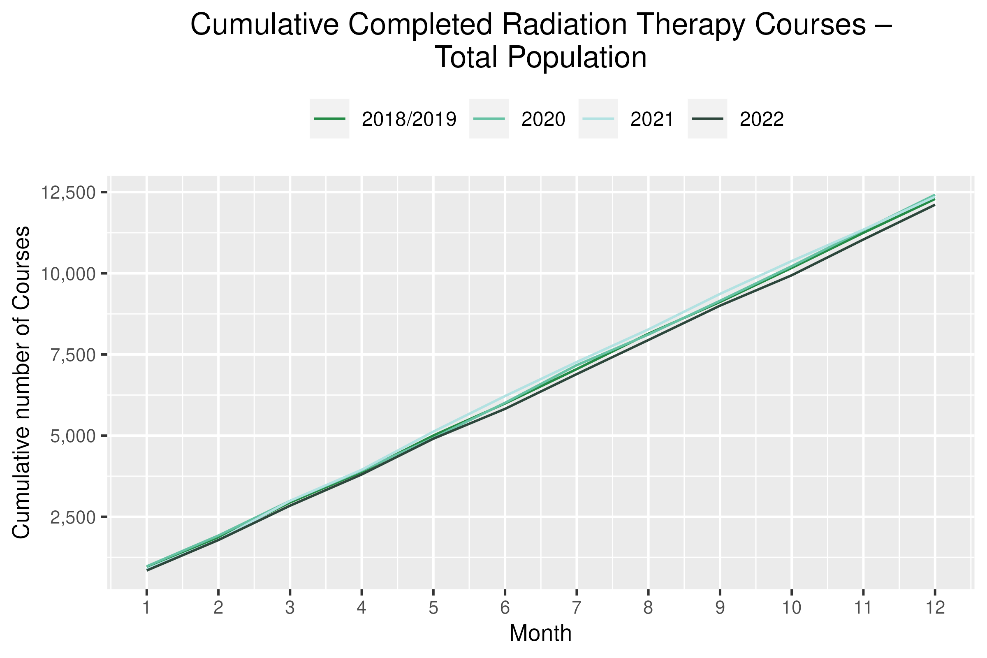 Cumulative Completed Radiation Therapy Courses –
Total Population
2018/2019 2020 2021 2022
Cumulative number of Courses
12,500
10,000
7,500
5,000
2,500
1 2 3 4 5 6 7 8 9 10 11 12
Month